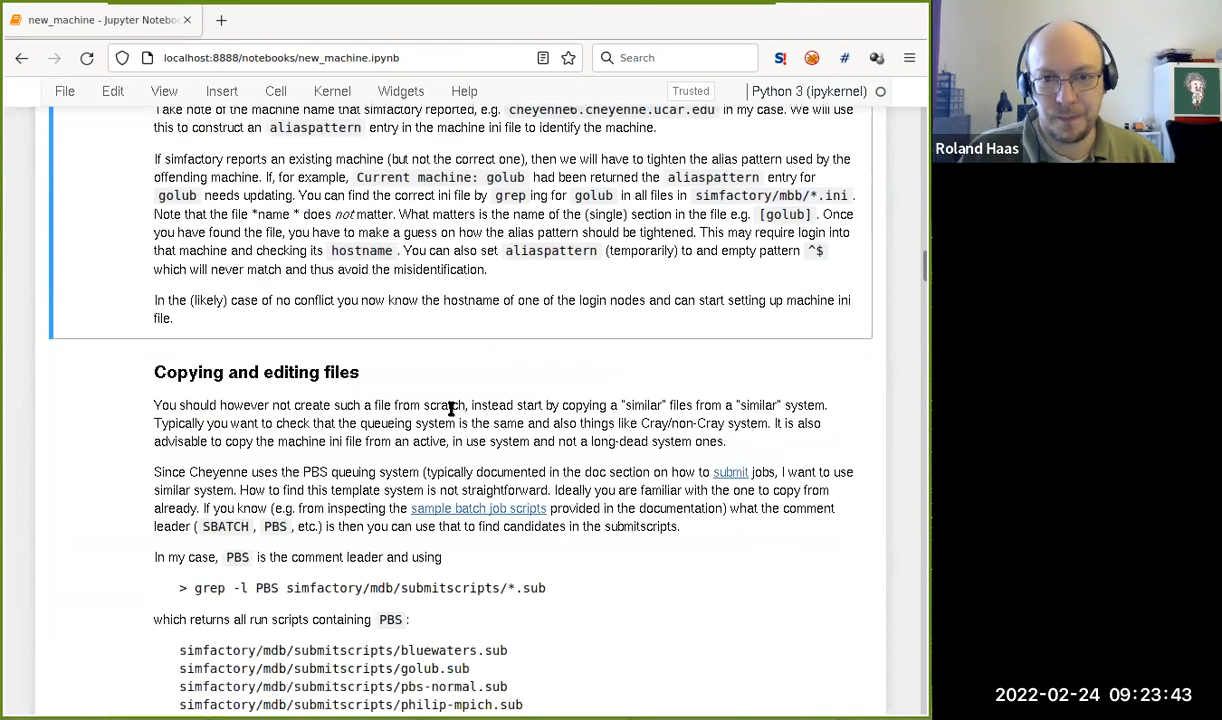 new_machine - Jupyter Notebo
localhost:8888/notebooks/new_machine.ipynb
Search
S!
#
File Edit View Insert Cell Kernel Widgets Help
Trusted
Python 3 (ipykernel)
Take note of the machine name that simfactory reported, e.g. cheyenne6.cheyenne.ucar.edu in my case. We will use
this to construct an aliaspattern entry in the machine ini file to identify the machine.
If simfactory reports an existing machine (but not the correct one), then we will have to tighten the alias pattern used by the
offending machine. If, for example, Current machine: golub had been returned the aliaspattern entry for
golub needs updating. You can find the correct ini file by grep ing for golub in all files in simfactory/mbb/*.ini .
Note that the file *name * does not matter. What matters is the name of the (single) section in the file e.g. [golub] . Once
you have found the file, you have to make a guess on how the alias pattern should be tightened. This may require login into
that machine and checking its hostname . You can also set aliaspattern (temporarily) to and empty pattern ^$
which will never match and thus avoid the misidentification.
In the (likely) case of no conflict you now know the hostname of one of the login nodes and can start setting up machine ini
file.
Copying and editing files
You should however not create such a file from scratch, instead start by copying a "similar" files from a "similar" system.
Typically you want to check that the queueing system is the same and also things like Cray/non-Cray system. It is also
advisable to copy the machine ini file from an active, in use system and not a long-dead system ones.
Since Cheyenne uses the PBS queuing system (typically documented in the doc section on how to submit jobs, I want to use
similar system. How to find this template system is not straightforward. Ideally you are familiar with the one to copy from
already. If you know (e.g. from inspecting the sample batch job scripts provided in the documentation) what the comment
leader ( SBATCH , PBS , etc.) is then you can use that to find candidates in the submitscripts.
In my case, PBS is the comment leader and using
> grep -l PBS simfactory/mdb/submitscripts/*.sub
which returns all run scripts containing PBS :
simfactory/mdb/submitscripts/bluewaters.sub
simfactory/mdb/submitscripts/golub.sub
simfactory/mdb/submitscripts/pbs-normal.sub
simfactory/mdb/submitscripts/philip-mpich.sub
Roland Haas
2022-02-24 09:23:43